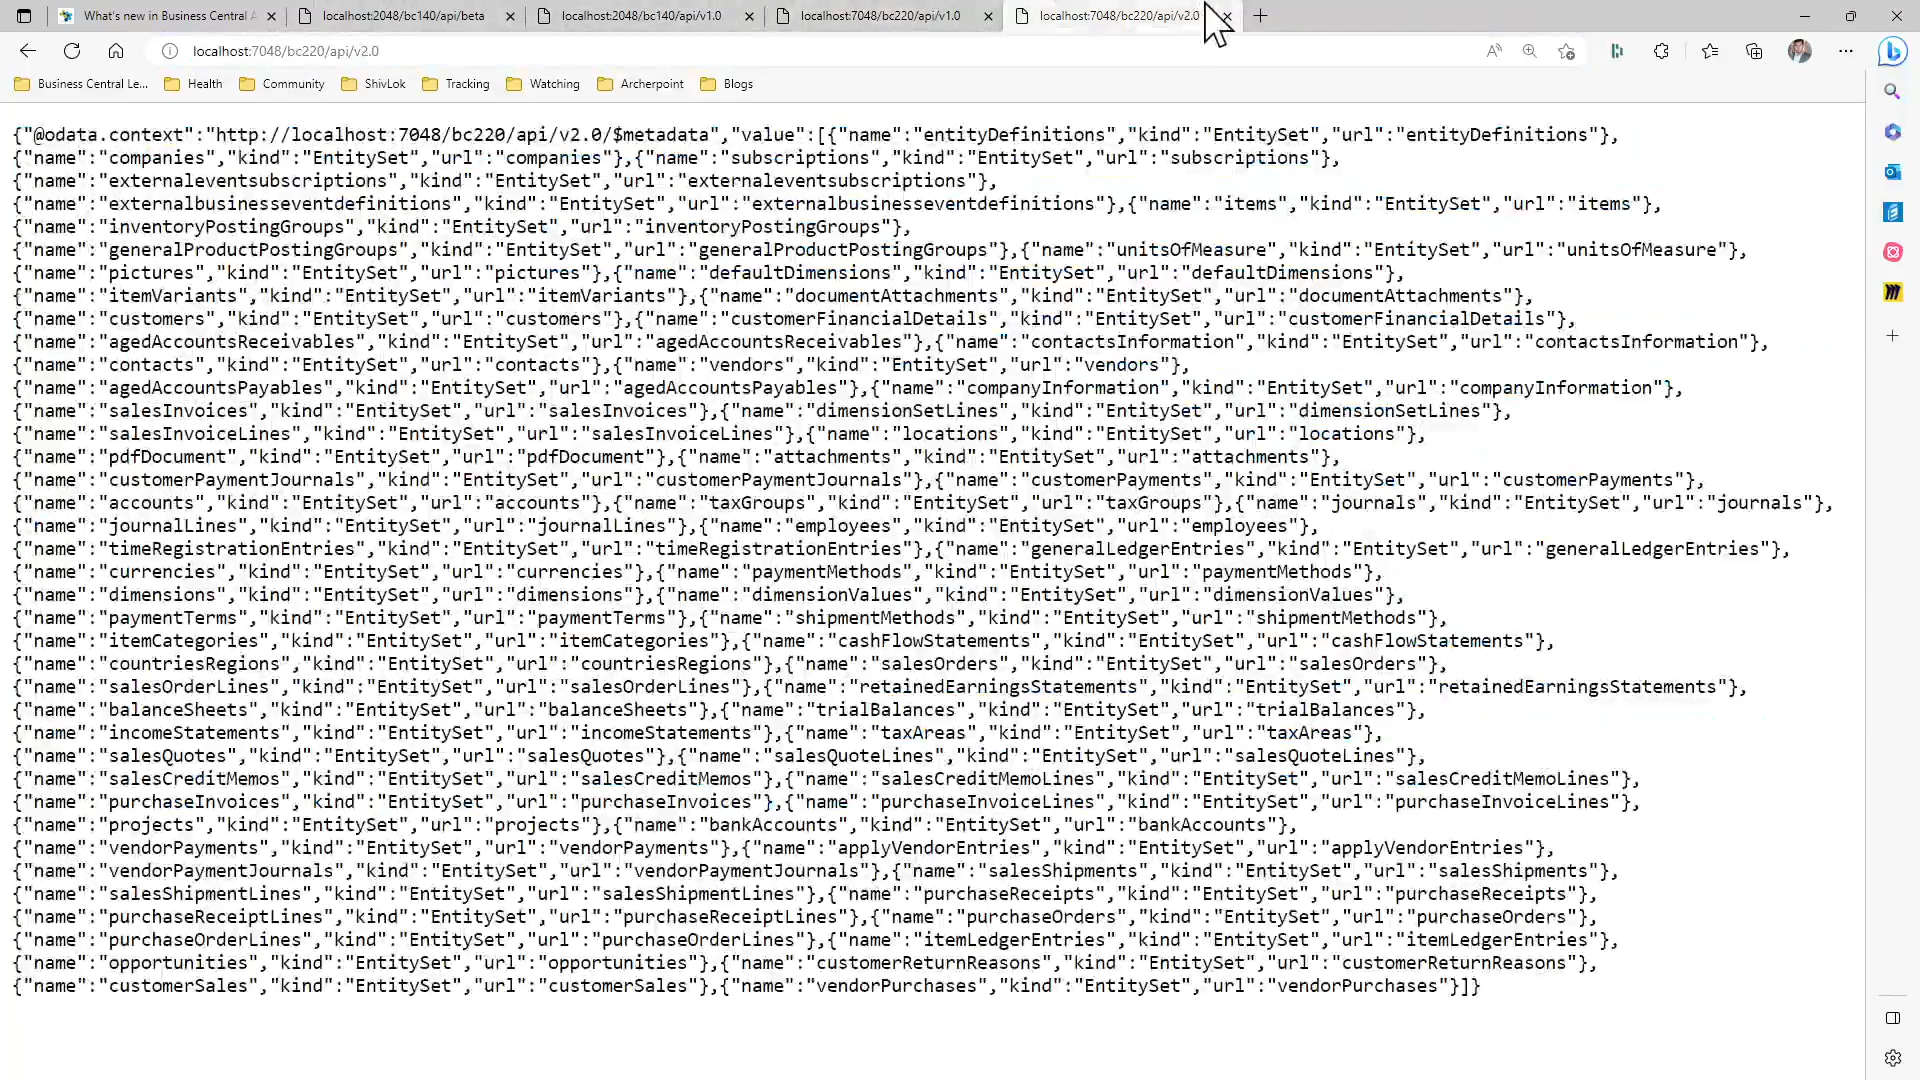 What's new in Business Central A
localhost:2048/bc140/api/beta
localhost:2048/bc140/api/v1.0
localhost:7048/bc220/api/v1.0
localhost:7048/bc220/api/v2.0
localhost:7048/bc220/api/v2.0
Business Central Le...
Health
Community
ShivLok
Tracking
Watching
Archerpoint
Blogs
{"@odata.context":"http://localhost:7048/bc220/api/v2.0/$metadata","value":[{"name":"entityDefinitions","kind":"EntitySet","url":"entityDefinitions"},
{"name":"companies","kind":"EntitySet","url":"companies"},{"name":"subscriptions","kind":"EntitySet","url":"subscriptions"},
{"name":"externaleventsubscriptions","kind":"EntitySet","url":"externaleventsubscriptions"},
{"name":"externalbusinesseventdefinitions","kind":"EntitySet","url":"externalbusinesseventdefinitions"},{"name":"items","kind":"EntitySet","url":"items"},
{"name":"inventoryPostingGroups","kind":"EntitySet","url":"inventoryPostingGroups"},
{"name":"generalProductPostingGroups","kind":"EntitySet","url":"generalProductPostingGroups"},{"name":"unitsOfMeasure","kind":"EntitySet","url":"unitsOfMeasure"},
{"name":"pictures","kind":"EntitySet","url":"pictures"},{"name":"defaultDimensions","kind":"EntitySet","url":"defaultDimensions"},
{"name":"itemVariants","kind":"EntitySet","url":"itemVariants"},{"name":"documentAttachments","kind":"EntitySet","url":"documentAttachments"},
{"name":"customers","kind":"EntitySet","url":"customers"},{"name":"customerFinancialDetails","kind":"EntitySet","url":"customerFinancialDetails"},
{"name":"agedAccountsReceivables","kind":"EntitySet","url":"agedAccountsReceivables"},{"name":"contactsInformation","kind":"EntitySet","url":"contactsInformation"},
{"name":"contacts","kind":"EntitySet","url":"contacts"},{"name":"vendors","kind":"EntitySet","url":"vendors"},
{"name":"agedAccountsPayables","kind":"EntitySet","url":"agedAccountsPayables"},{"name":"companyInformation","kind":"EntitySet","url":"companyInformation"},
{"name":"salesInvoices","kind":"EntitySet","url":"salesInvoices"},{"name":"dimensionSetLines","kind":"EntitySet","url":"dimensionSetLines"},
{"name":"salesInvoiceLines","kind":"EntitySet","url":"salesInvoiceLines"},{"name":"locations","kind":"EntitySet","url":"locations"},
{"name":"pdfDocument","kind":"EntitySet","url":"pdfDocument"},{"name":"attachments","kind":"EntitySet","url":"attachments"},
{"name":"customerPaymentJournals","kind":"EntitySet","url":"customerPaymentJournals"},{"name":"customerPayments","kind":"EntitySet","url":"customerPayments"},
{"name":"accounts","kind":"EntitySet","url":"accounts"},{"name":"taxGroups","kind":"EntitySet","url":"taxGroups"},{"name":"journals","kind":"EntitySet","url":"journals"},
{"name":"journalLines","kind":"EntitySet","url":"journalLines"},{"name":"employees","kind":"EntitySet","url":"employees"},
{"name":"timeRegistrationEntries","kind":"EntitySet","url":"timeRegistrationEntries"},{"name":"generalLedgerEntries","kind":"EntitySet","url":"generalLedgerEntries"},
{"name":"currencies","kind":"EntitySet","url":"currencies"},{"name":"paymentMethods","kind":"EntitySet","url":"paymentMethods"},
{"name":"dimensions","kind":"EntitySet","url":"dimensions"},{"name":"dimensionValues","kind":"EntitySet","url":"dimensionValues"},
{"name":"paymentTerms","kind":"EntitySet","url":"paymentTerms"},{"name":"shipmentMethods","kind":"EntitySet","url":"shipmentMethods"},
{"name":"itemCategories","kind":"EntitySet","url":"itemCategories"},{"name":"cashFlowStatements","kind":"EntitySet","url":"cashFlowStatements"},
{"name":"countriesRegions","kind":"EntitySet","url":"countriesRegions"},{"name":"salesOrders","kind":"EntitySet","url":"salesOrders"},
{"name":"salesOrderLines","kind":"EntitySet","url":"salesOrderLines"},{"name":"retainedEarningsStatements","kind":"EntitySet","url":"retainedEarningsStatements"},
{"name":"balanceSheets","kind":"EntitySet","url":"balanceSheets"},{"name":"trialBalances","kind":"EntitySet","url":"trialBalances"},
{"name":"incomeStatements","kind":"EntitySet","url":"incomeStatements"},{"name":"taxAreas","kind":"EntitySet","url":"taxAreas"},
{"name":"salesQuotes","kind":"EntitySet","url":"salesQuotes"},{"name":"salesQuoteLines","kind":"EntitySet","url":"salesQuoteLines"},
{"name":"salesCreditMemos","kind":"EntitySet","url":"salesCreditMemos"},{"name":"salesCreditMemoLines","kind":"EntitySet","url":"salesCreditMemoLines"},
{"name":"purchaseInvoices","kind":"EntitySet","url":"purchaseInvoices"},{"name":"purchaseInvoiceLines","kind":"EntitySet","url":"purchaseInvoiceLines"},
{"name":"projects","kind":"EntitySet","url":"projects"},{"name":"bankAccounts","kind":"EntitySet","url":"bankAccounts"},
{"name":"vendorPayments","kind":"EntitySet","url":"vendorPayments"},{"name":"applyVendorEntries","kind":"EntitySet","url":"applyVendorEntries"},
{"name":"vendorPaymentJournals","kind":"EntitySet","url":"vendorPaymentJournals"},{"name":"salesShipments","kind":"EntitySet","url":"salesShipments"},
{"name":"salesShipmentLines","kind":"EntitySet","url":"salesShipmentLines"},{"name":"purchaseReceipts","kind":"EntitySet","url":"purchaseReceipts"},
{"name":"purchaseReceiptLines","kind":"EntitySet","url":"purchaseReceiptLines"},{"name":"purchaseOrders","kind":"EntitySet","url":"purchaseOrders"},
{"name":"purchaseOrderLines","kind":"EntitySet","url":"purchaseOrderLines"},{"name":"itemLedgerEntries","kind":"EntitySet","url":"itemLedgerEntries"},
{"name":"opportunities","kind":"EntitySet","url":"opportunities"},{"name":"customerReturnReasons","kind":"EntitySet","url":"customerReturnReasons"},
{"name":"customerSales","kind":"EntitySet","url":"customerSales"},{"name":"vendorPurchases","kind":"EntitySet","url":"vendorPurchases"}]}